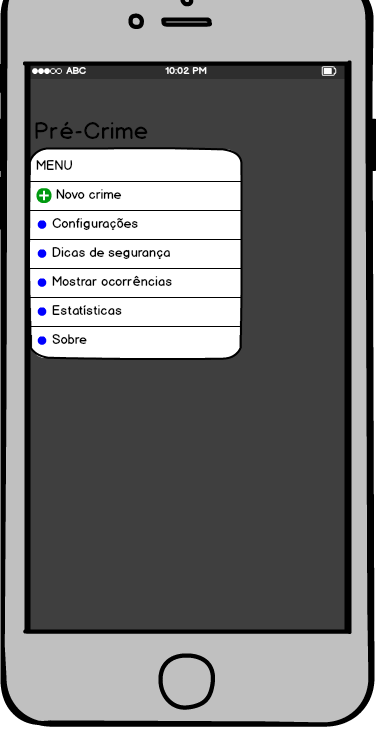 ABC 10:02 PM
Pré-Crime
MENU
Novo crime
Configurações
Dicas de segurança
Mostrar ocorrências
Estatísticas
Sobre